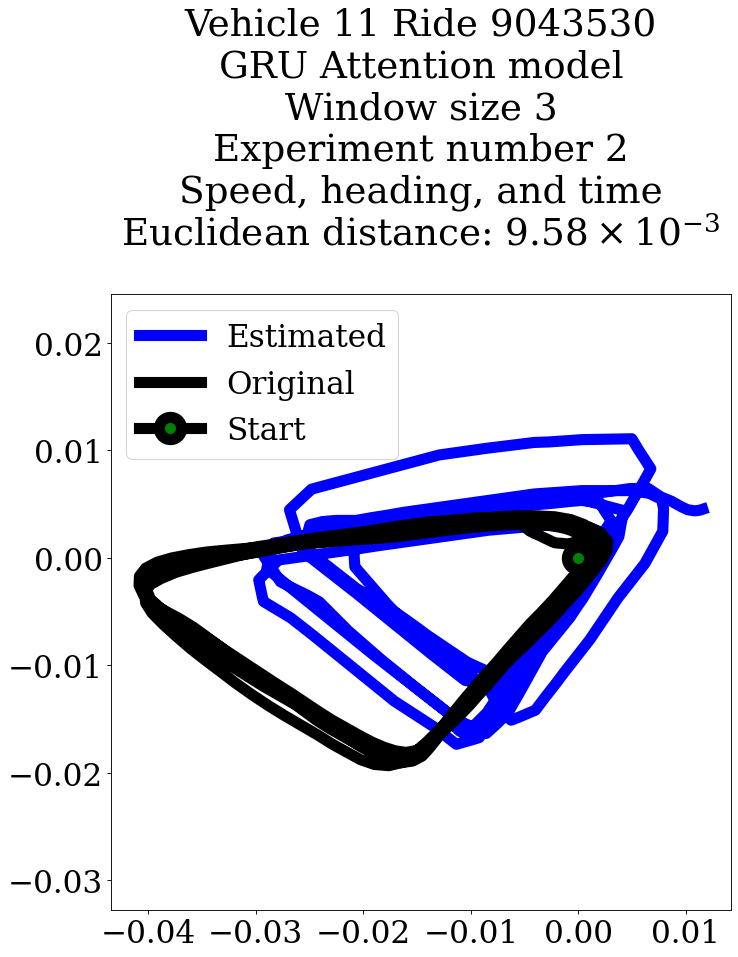 Vehicle 11 Ride 9043530
GRU Attention model
Window size 3
Experiment number 2
Speed, heading, and time
Euclidean distance: 9.58 × 10⁻³
Estimated
Original
Start
0.02
0.01
0.00
−0.01
−0.02
−0.03
−0.04 −0.03 −0.02 −0.01 0.00 0.01